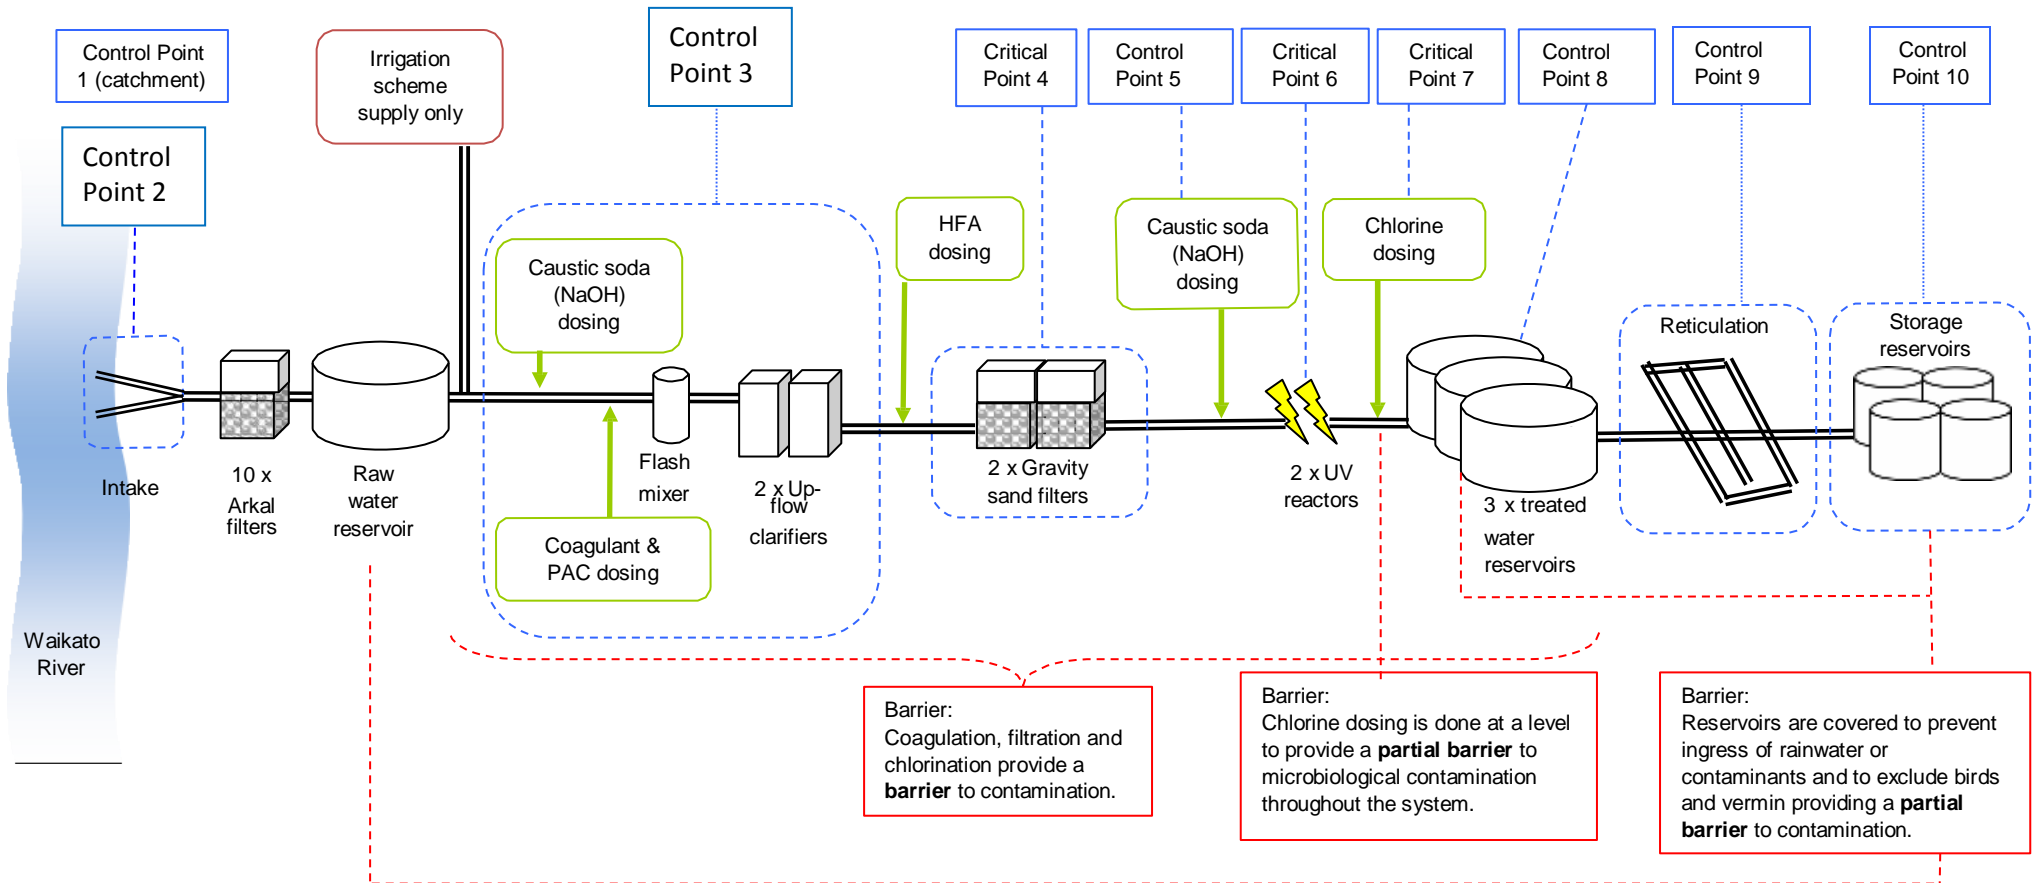 Control Point
1 (catchment)
Control
Point 2
Irrigation
scheme
supply only
Control
Point 3
Critical
Point 4
Control
Point 5
Critical
Point 6
Critical
Point 7
Control
Point 8
Control
Point 9
Control
Point 10
Caustic soda
(NaOH)
dosing
HFA
dosing
Caustic soda
(NaOH)
dosing
Chlorine
dosing
Reticulation
Storage
reservoirs
Intake
10 x
Arkal
filters
Raw
water
reservoir
Flash
mixer
2 x Up-
flow
clarifiers
2 x Gravity
sand filters
2 x UV
reactors
3 x treated
water
reservoirs
Coagulant &
PAC dosing
Waikato
River
Barrier:
Coagulation, filtration and
chlorination provide a
barrier to contamination.
Barrier:
Chlorine dosing is done at a level
to provide a partial barrier to
microbiological contamination
throughout the system.
Barrier:
Reservoirs are covered to prevent
ingress of rainwater or
contaminants and to exclude birds
and vermin providing a partial
barrier to contamination.